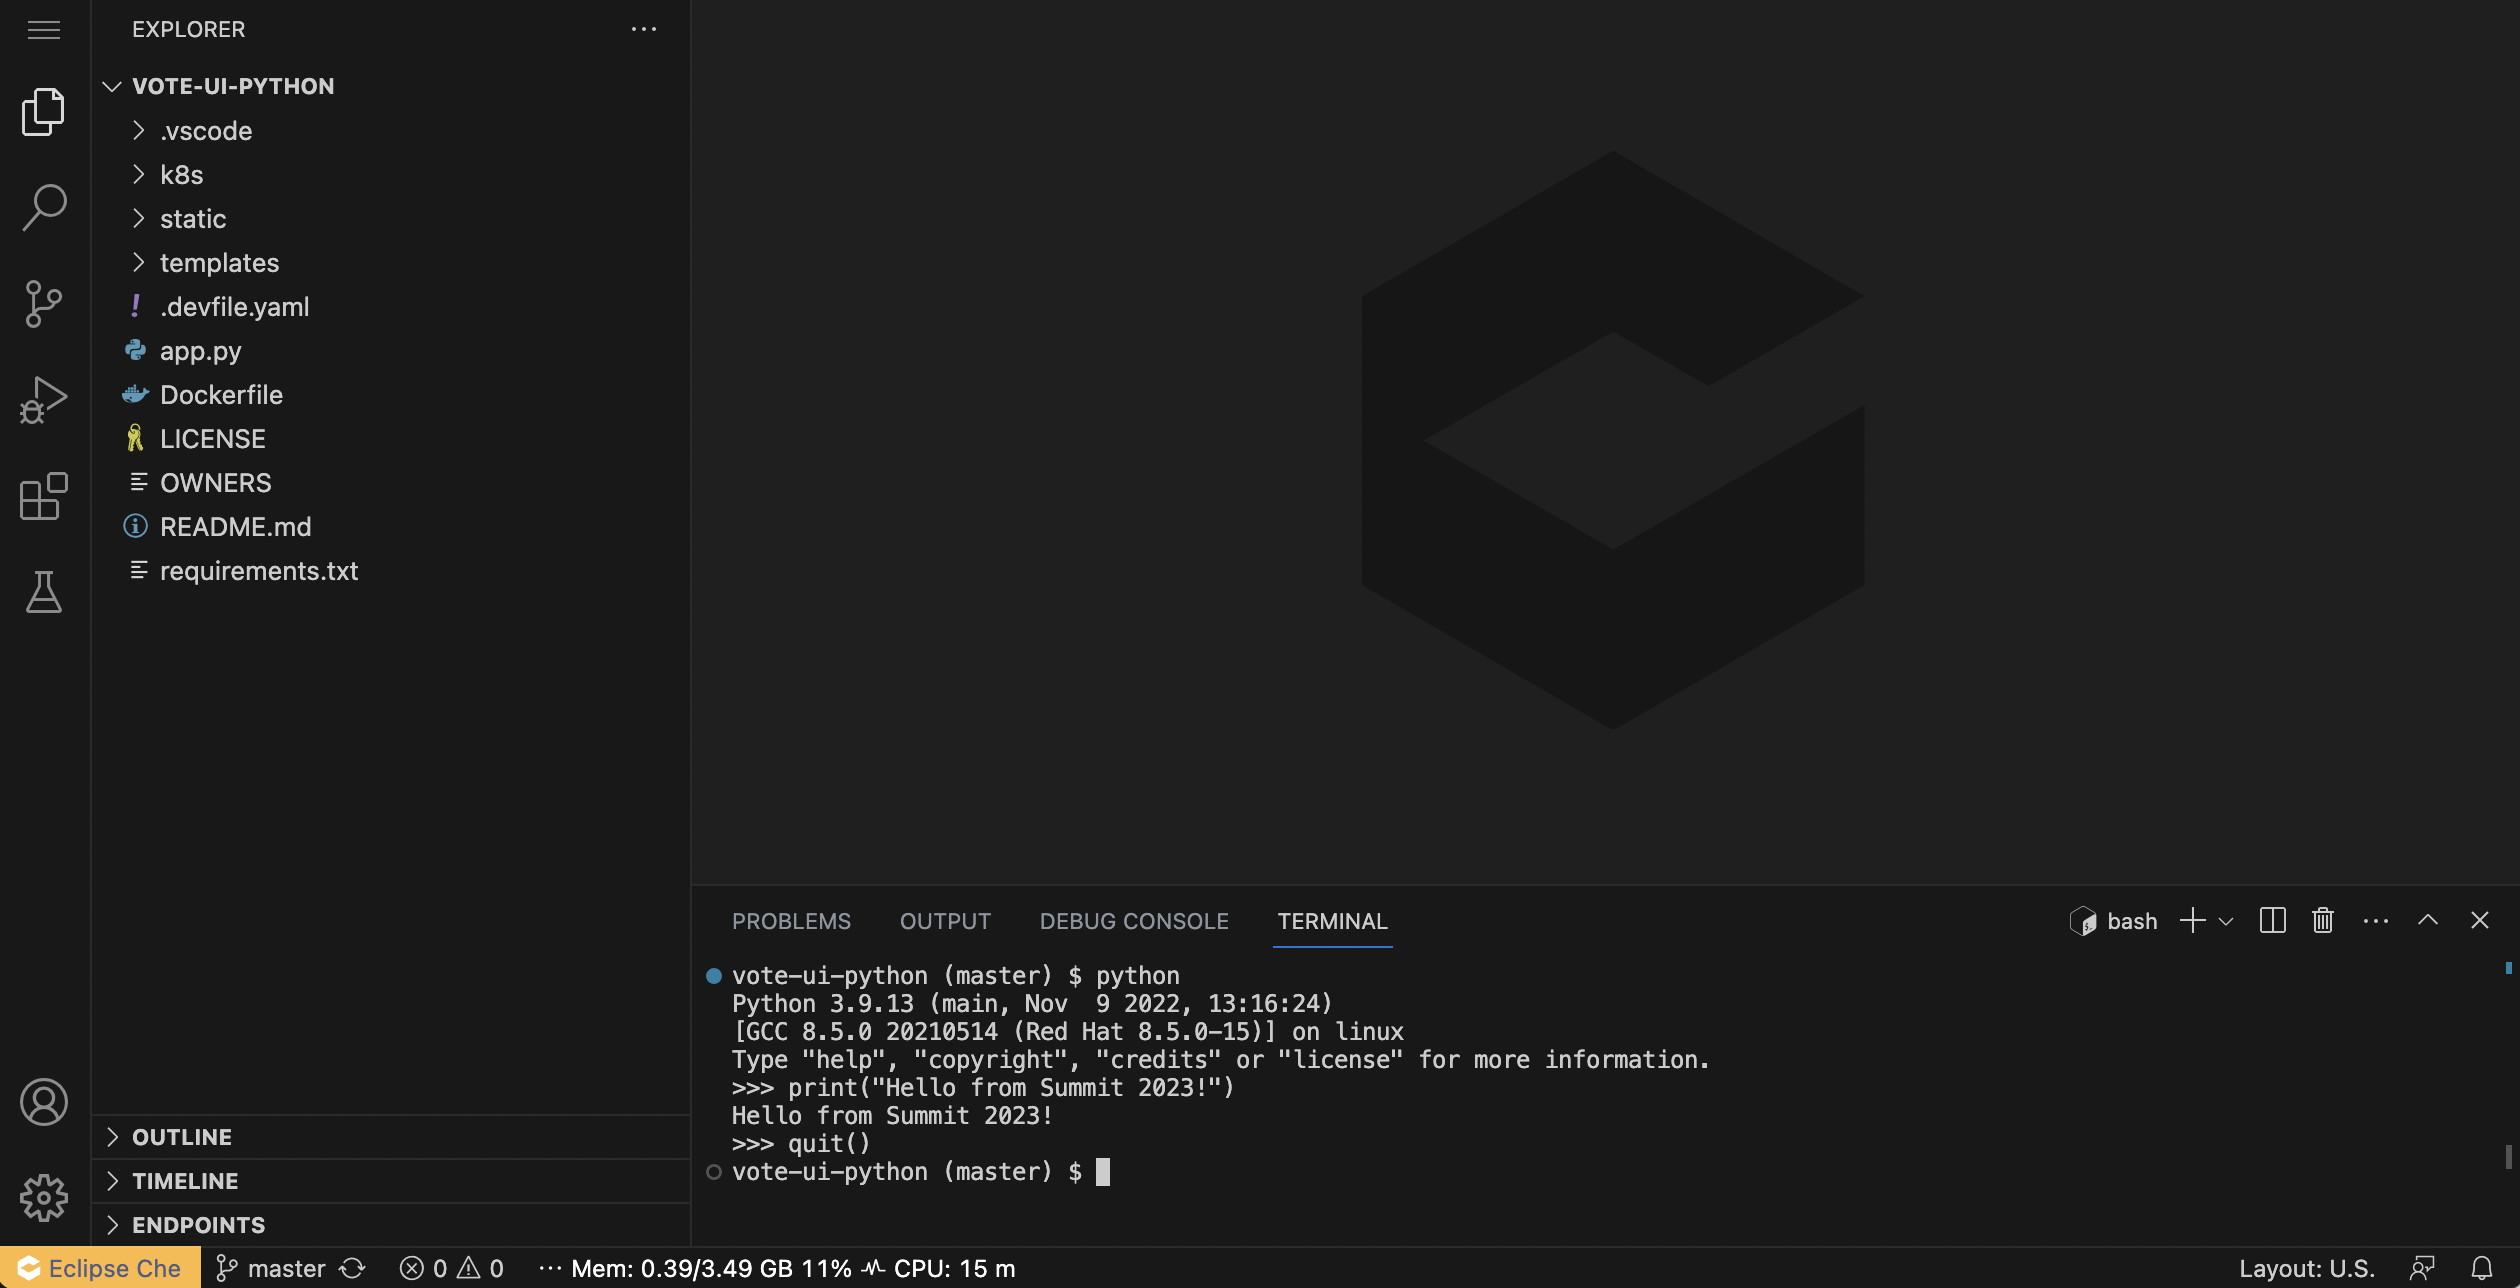 EXPLORER
VOTE-UI-PYTHON
.vscode
k8s
static
templates
.devfile.yaml
app.py
Dockerfile
LICENSE
OWNERS
README.md
requirements.txt
OUTLINE
TIMELINE
ENDPOINTS
PROBLEMS OUTPUT DEBUG CONSOLE TERMINAL
bash
vote-ui-python (master) $ python
Python 3.9.13 (main, Nov  9 2022, 13:16:24)
[GCC 8.5.0 20210514 (Red Hat 8.5.0-15)] on linux
Type "help", "copyright", "credits" or "license" for more information.
>>> print("Hello from Summit 2023!")
Hello from Summit 2023!
>>> quit()
vote-ui-python (master) $
Eclipse Che master 0 0 Mem: 0.39/3.49 GB 11% CPU: 15 m Layout: U.S.